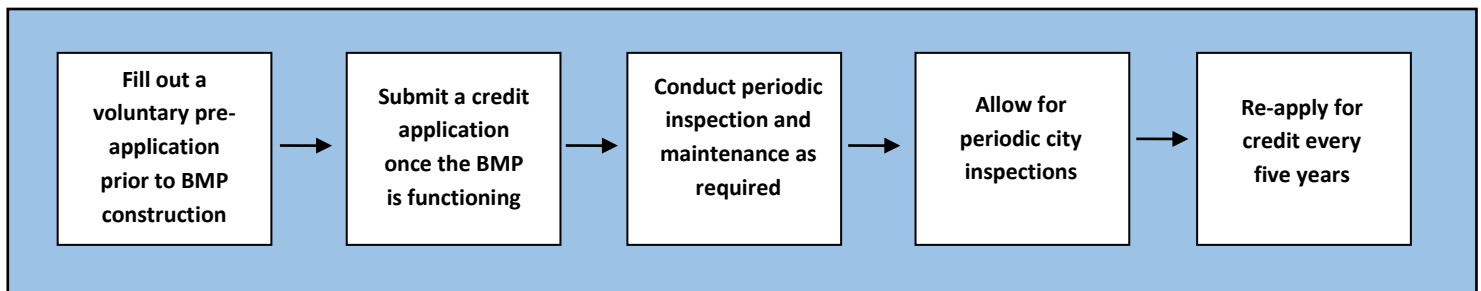 Fill out a
voluntary pre-
application
prior to BMP
construction
Submit a credit
application
once the BMP
is functioning
Conduct periodic
inspection and
maintenance as
required
Allow for
periodic city
inspections
Re-apply for
credit every
five years